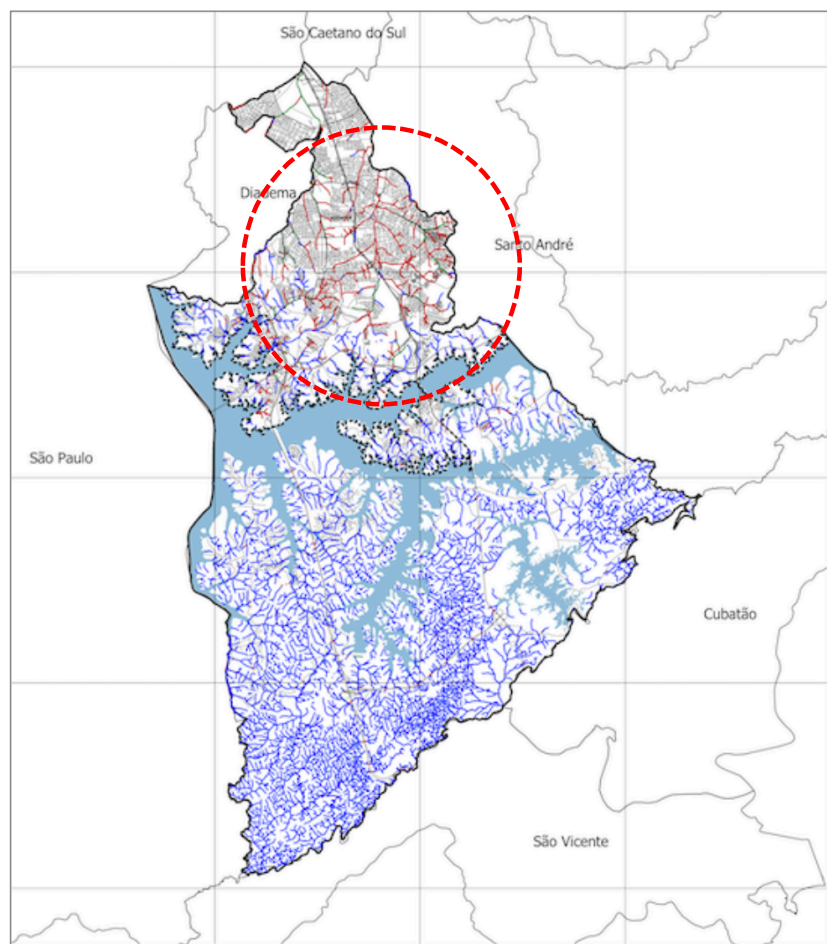 São Caetano do Sul
Diadema
Santo André
São Paulo
Cubatão
São Vicente